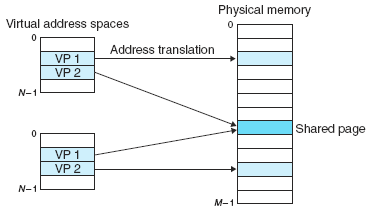 Virtual address spaces
Physical memory
0
VP 1
VP 2
N–1
Address translation
0
Shared page
M–1
0
VP 1
VP 2
N–1